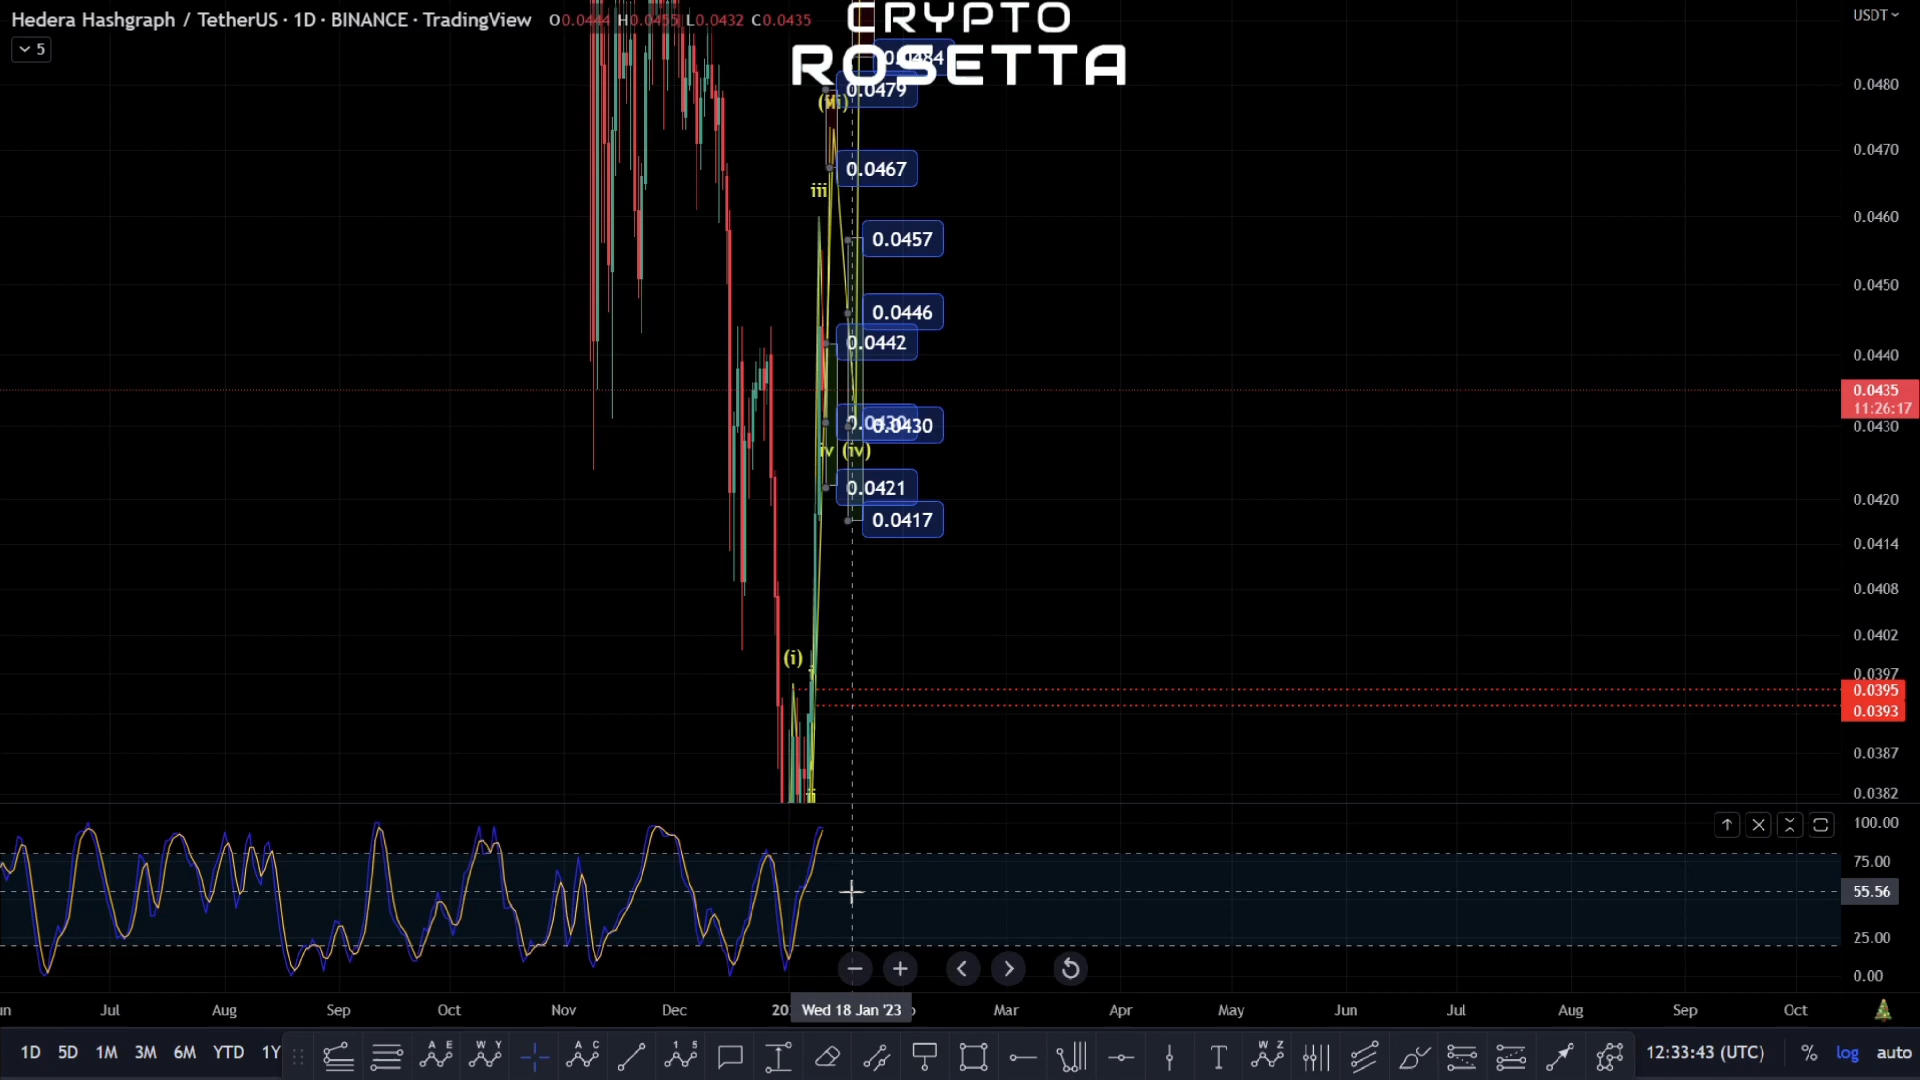 Hedera Hashgraph / TetherUS · 1D · BINANCE · TradingView O0.0444 H0.0455 L0.0432 C0.0435
5
CRYPTO
ROSETTA
USDT
0.0484
0.0479
0.0467
iii
0.0457
0.0446
0.0442
0.0430
iv (iv)
0.0421
0.0417
(i)
i
ii
0.0480
0.0470
0.0460
0.0450
0.0440
0.0435
11:26:17
0.0430
0.0420
0.0414
0.0408
0.0402
0.0397
0.0395
0.0393
0.0387
0.0382
100.00
75.00
55.56
25.00
0.00
Jul Aug Sep Oct Nov Dec Wed 18 Jan '23 Mar Apr May Jun Jul Aug Sep Oct
1D 5D 1M 3M 6M YTD 1Y 12:33:43 (UTC) % log auto